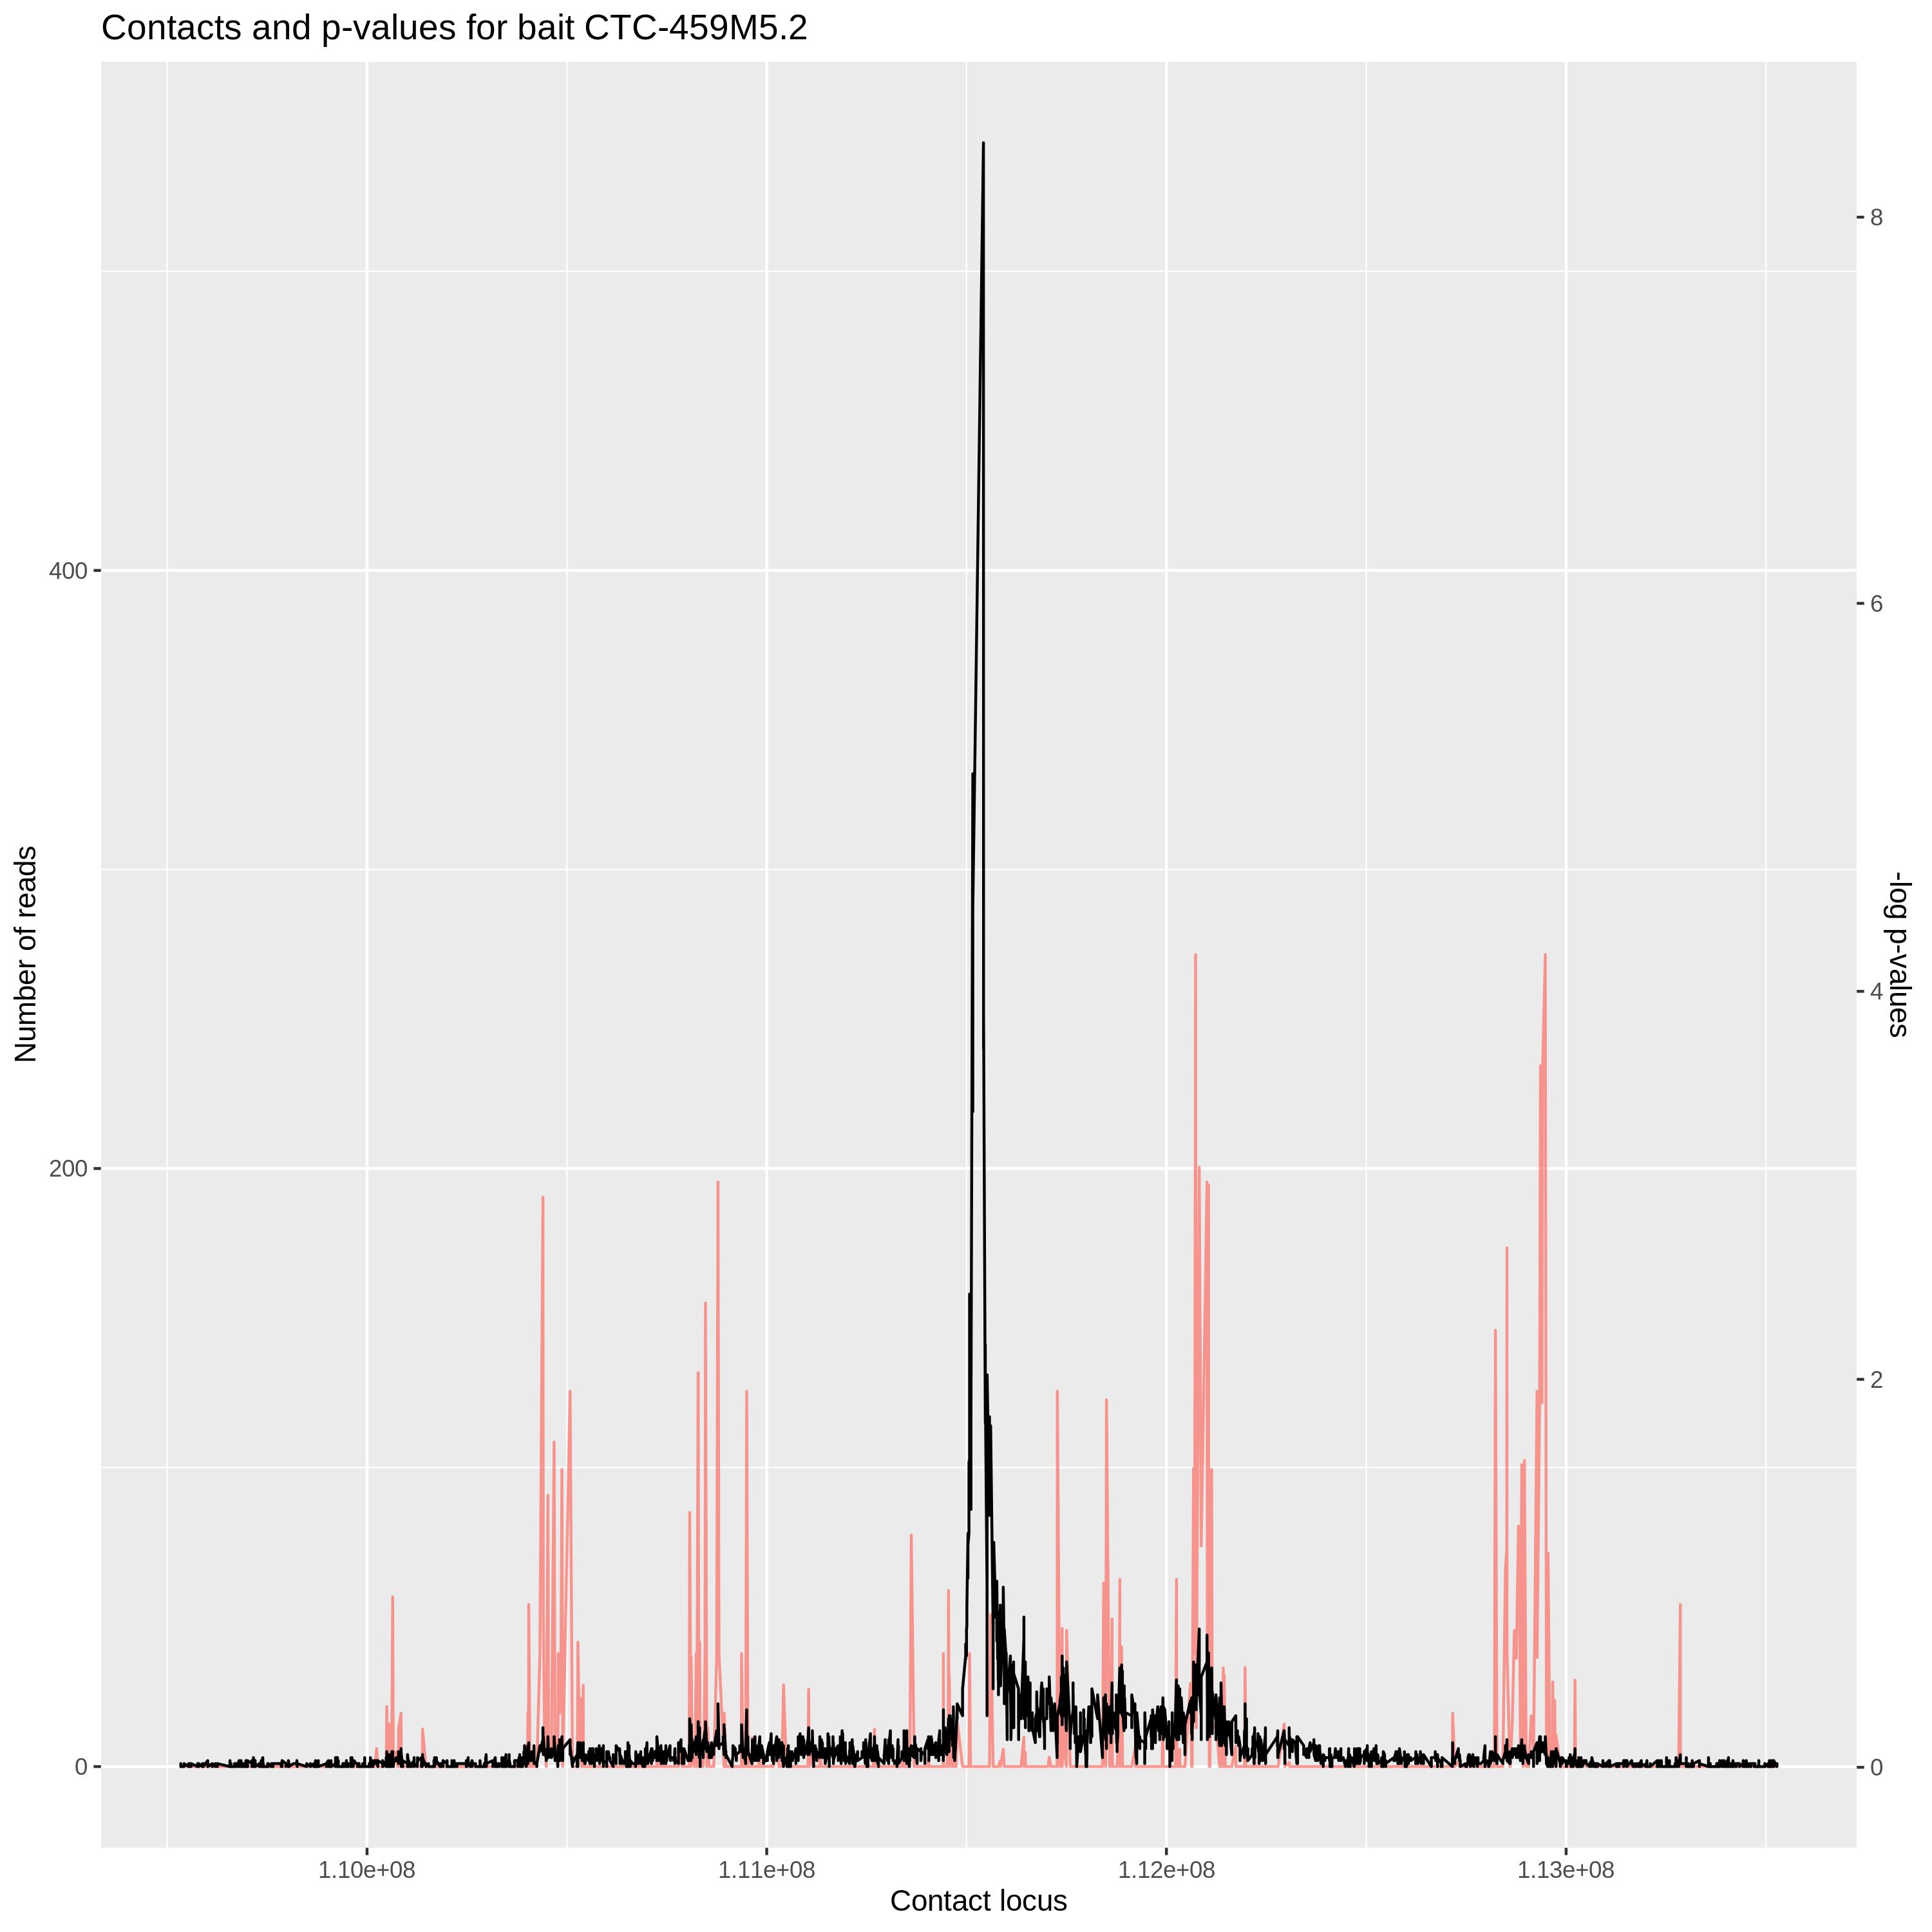 Contacts and p-values for bait CTC-459M5.2
Number of reads
400
200
0
8
6
4
2
0
-log p-values
1.10e+08
1.11e+08
1.12e+08
1.13e+08
Contact locus